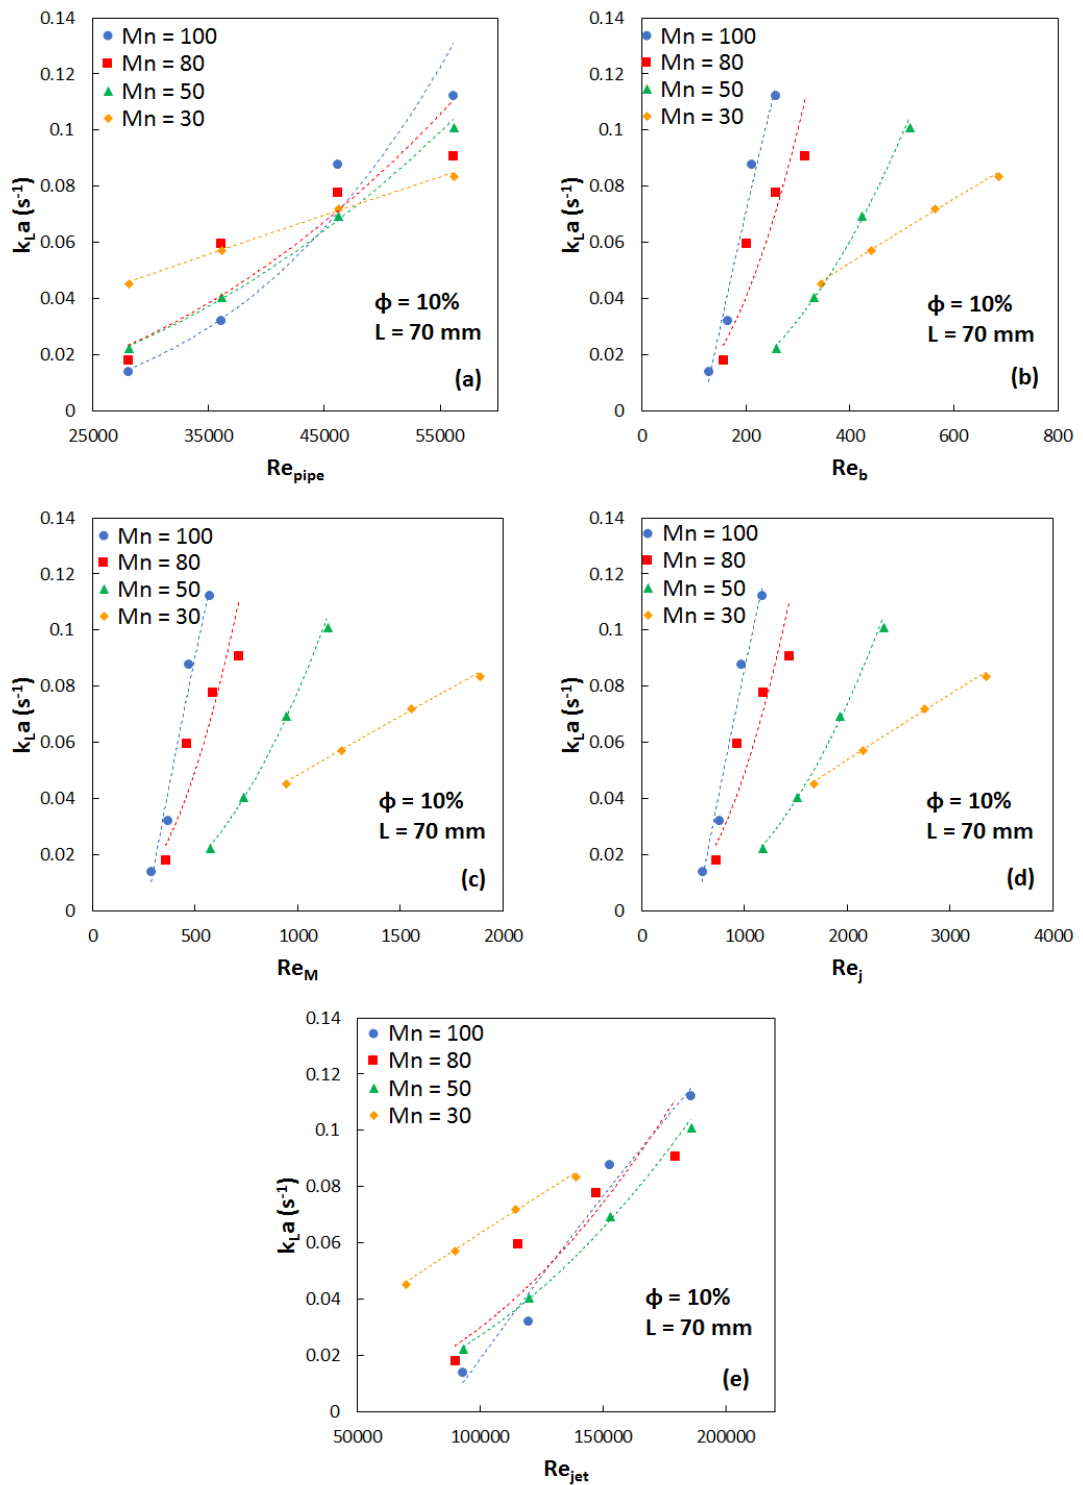 0.14
0.12
0.1
0.08
0.06
0.04
0.02
0
kLa (s-1)
Mn = 100
Mn = 80
Mn = 50
Mn = 30
ϕ = 10%
L = 70 mm
(a)
25000 35000 45000 55000
Repipe
0.14
0.12
0.1
0.08
0.06
0.04
0.02
0
kLa (s-1)
Mn = 100
Mn = 80
Mn = 50
Mn = 30
ϕ = 10%
L = 70 mm
(b)
0 200 400 600 800
Reb
0.14
0.12
0.1
0.08
0.06
0.04
0.02
0
kLa (s-1)
Mn = 100
Mn = 80
Mn = 50
Mn = 30
ϕ = 10%
L = 70 mm
(c)
0 500 1000 1500 2000
ReM
0.14
0.12
0.1
0.08
0.06
0.04
0.02
0
kLa (s-1)
Mn = 100
Mn = 80
Mn = 50
Mn = 30
ϕ = 10%
L = 70 mm
(d)
0 1000 2000 3000 4000
Rej
0.14
0.12
0.1
0.08
0.06
0.04
0.02
0
kLa (s-1)
Mn = 100
Mn = 80
Mn = 50
Mn = 30
ϕ = 10%
L = 70 mm
(e)
50000 100000 150000 200000
Rejet